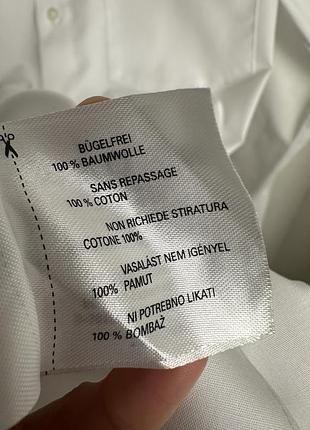 BÜGELFREI
100 % BAUMWOLLE
SANS REPASSAGE
100 % COTON
NON RICHIEDE STIRATURA
COTONE 100%
VASALÁST NEM IGÉNYEL
100% PAMUT
NI POTREBNO LIKATI
100 % BOMBAŽ